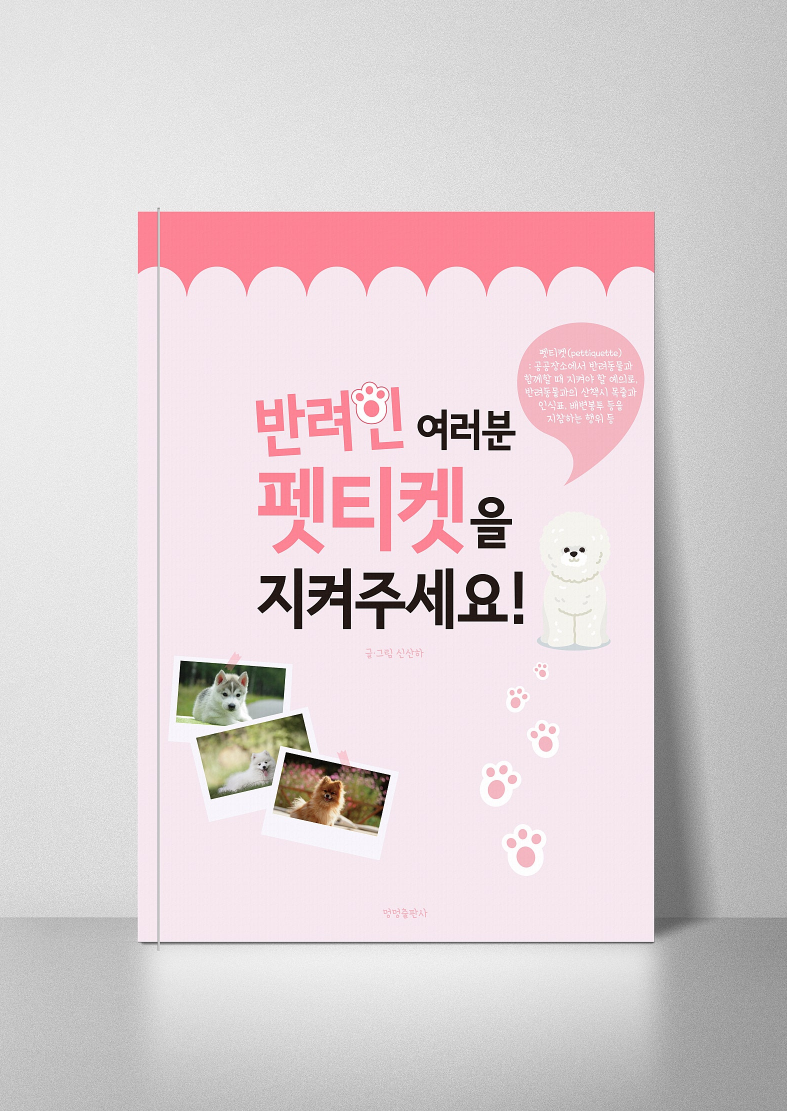 펫티켓(pettiquette)
: 공공장소에서 반려동물과
함께할 때 지켜야 할 예의로,
반려동물과의 산책시 목줄과
인식표, 배변봉투 등을
지참하는 행위 등
반려인 여러분
펫티켓을
지켜주세요!
글·그림 신산하
멍멍출판사